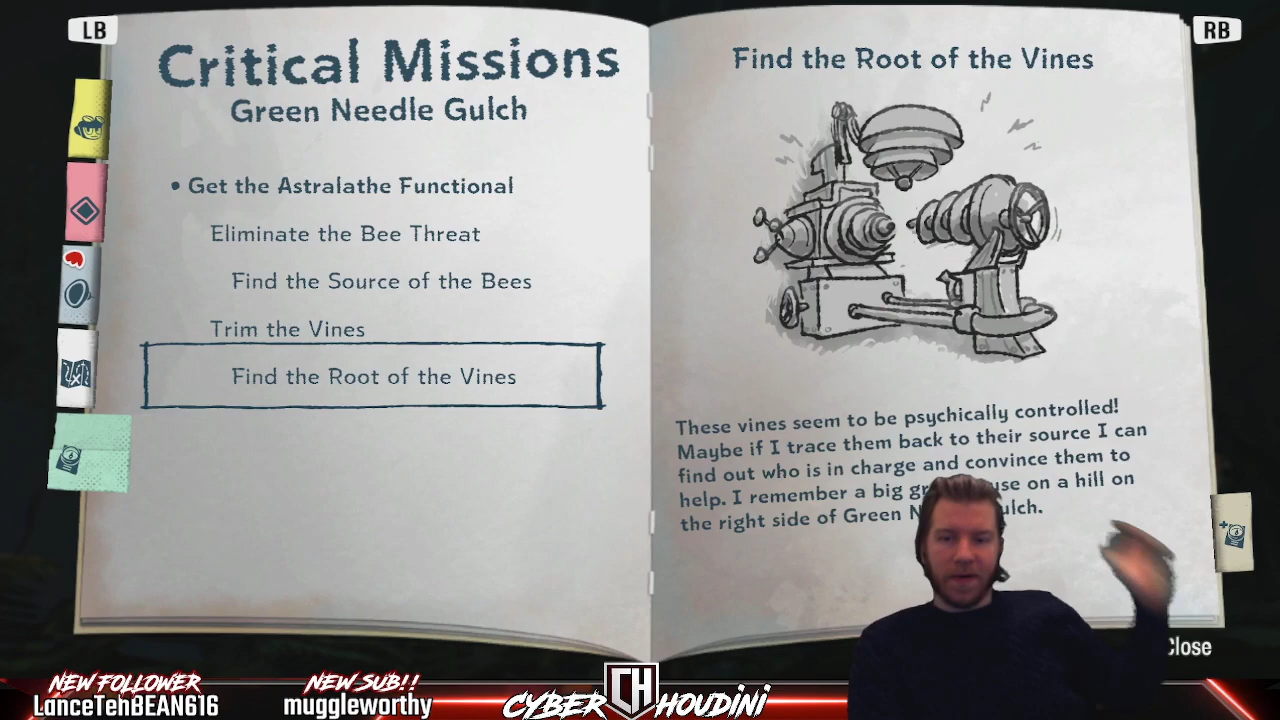 LB
RB
Critical Missions
Green Needle Gulch
• Get the Astralathe Functional
Eliminate the Bee Threat
Find the Source of the Bees
Trim the Vines
Find the Root of the Vines
Find the Root of the Vines
These vines seem to be psychically controlled!
Maybe if I trace them back to their source I can
find out who is in charge and convince them to
help. I remember a big on a hill on
the right side of Green
Close
NEW FOLLOWER
LanceTenBEAN616
NEW SUB!!
muggleworthy
CH
CYBER HOUDINI